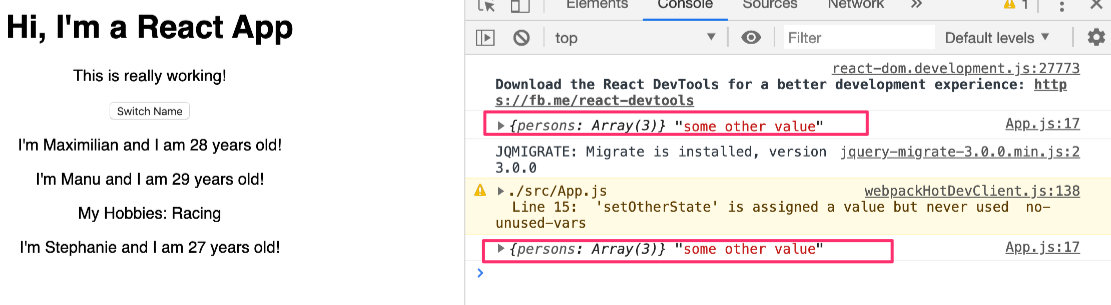 Hi, I'm a React App
This is really working!
Switch Name
I'm Maximilian and I am 28 years old!
I'm Manu and I am 29 years old!
My Hobbies: Racing
I'm Stephanie and I am 27 years old!
Elements Console Sources Network » 1
top Filter Default levels ▼
react-dom.development.js:27773
Download the React DevTools for a better development experience: http
s://fb.me/react-devtools
{persons: Array(3)} "some other value" App.js:17
JQMIGRATE: Migrate is installed, version jquery-migrate-3.0.0.min.js:2
3.0.0
./src/App.js webpackHotDevClient.js:138
Line 15: 'setOtherState' is assigned a value but never used no-
unused-vars
{persons: Array(3)} "some other value" App.js:17